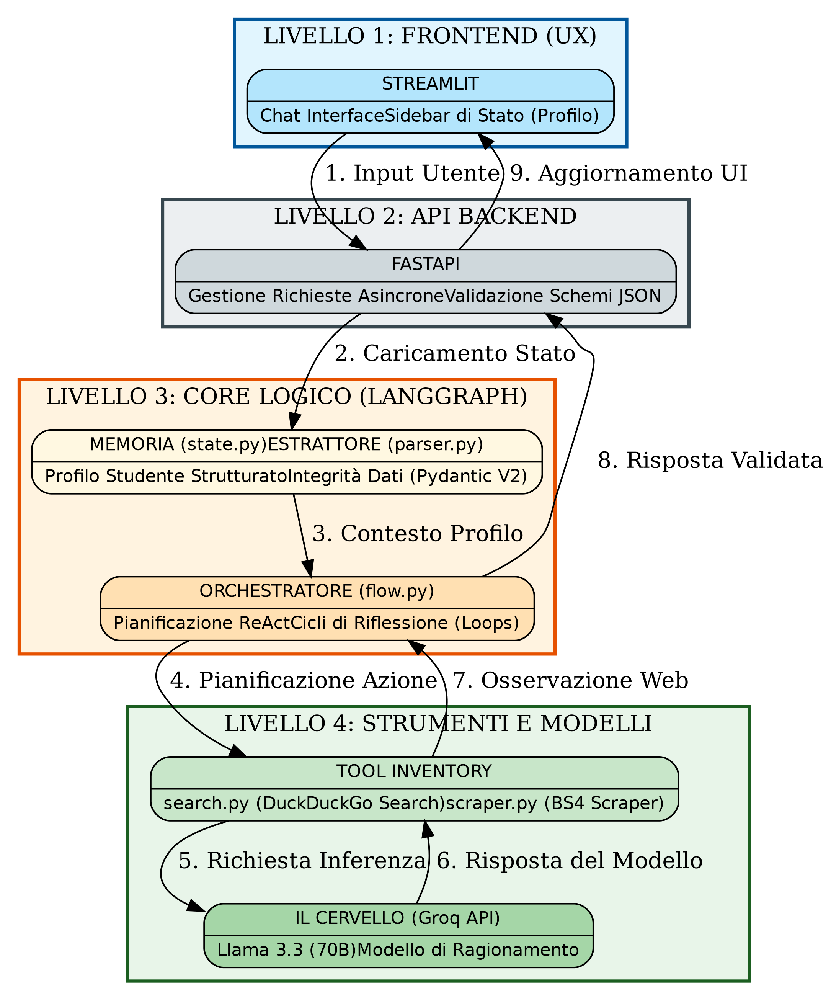 LIVELLO 1: FRONTEND (UX)
STREAMLIT
Chat InterfaceSidebar di Stato (Profilo)
1. Input Utente
9. Aggiornamento UI
LIVELLO 2: API BACKEND
FASTAPI
Gestione Richieste AsincroneValidazione Schemi JSON
2. Caricamento Stato
LIVELLO 3: CORE LOGICO (LANGGRAPH)
MEMORIA (state.py)ESTRATTORE (parser.py)
Profilo Studente StrutturatoIntegrità Dati (Pydantic V2)
8. Risposta Validata
3. Contesto Profilo
ORCHESTRATORE (flow.py)
Pianificazione ReActCicli di Riflessione (Loops)
4. Pianificazione Azione
7. Osservazione Web
LIVELLO 4: STRUMENTI E MODELLI
TOOL INVENTORY
search.py (DuckDuckGo Search)scraper.py (BS4 Scraper)
5. Richiesta Inferenza
6. Risposta del Modello
IL CERVELLO (Groq API)
Llama 3.3 (70B)Modello di Ragionamento